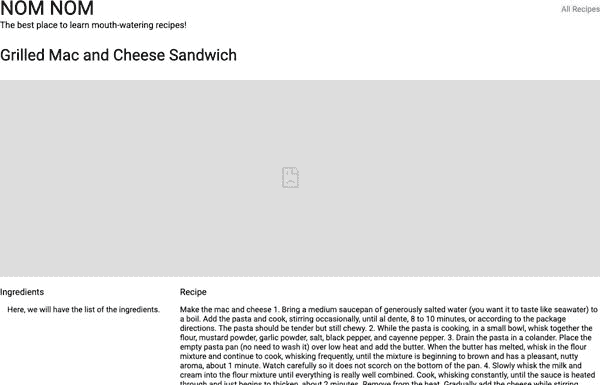 NOM NOM
All Recipes
The best place to learn mouth-watering recipes!
Grilled Mac and Cheese Sandwich
Ingredients
Recipe
Here, we will have the list of the ingredients.
Make the mac and cheese 1. Bring a medium saucepan of generously salted water (you want it to taste like seawater) to
a boil. Add the pasta and cook, stirring occasionally, until al dente, 8 to 10 minutes, or according to the package
directions. The pasta should be tender but still chewy. 2. While the pasta is cooking, in a small bowl, whisk together the
flour, mustard powder, garlic powder, salt, black pepper, and cayenne pepper. 3. Drain the pasta in a colander. Place the
empty pasta pan (no need to wash it) over low heat and add the butter. When the butter has melted, whisk in the flour
mixture and continue to cook, whisking frequently, until the mixture is beginning to brown and has a pleasant, nutty
aroma, about 1 minute. Watch carefully so it does not scorch on the bottom of the pan. 4. Slowly whisk the milk and
cream into the flour mixture until everything is really well combined. Cook, whisking constantly, until the sauce is heated
through and just begins to thicken, about 2 minutes. Remove from the heat. Gradually add the cheese while stirring